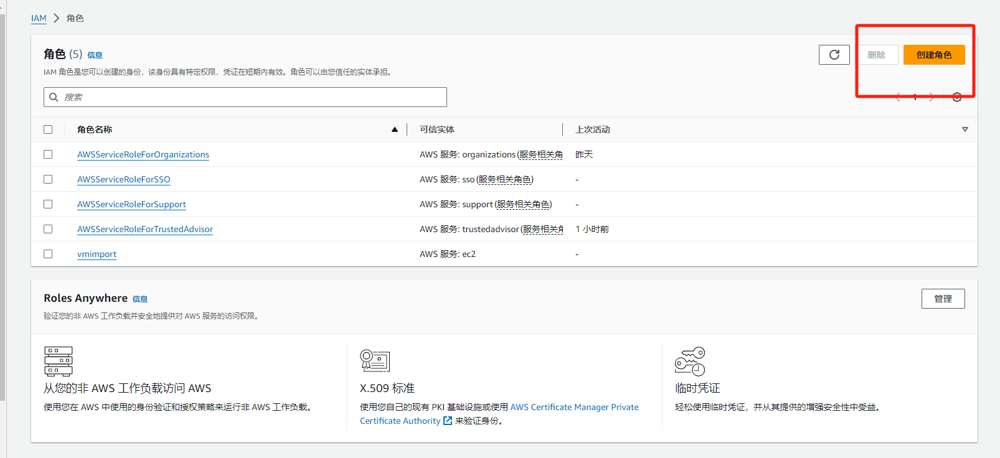 IAM > 角色
角色 (5) 信息
删除 创建角色
IAM 角色是您可以创建的身份，该身份具有特定权限，凭证在短期内有效。角色可以由您信任的实体承担。
搜索
1
角色名称 可信实体 上次活动
AWSServiceRoleForOrganizations AWS 服务: organizations (服务相关角 昨天
AWSServiceRoleForSSO AWS 服务: sso (服务相关角色) -
AWSServiceRoleForSupport AWS 服务: support (服务相关角色) -
AWSServiceRoleForTrustedAdvisor AWS 服务: trustedadvisor (服务相关角 1 小时前
vmimport AWS 服务: ec2 -
Roles Anywhere 信息
管理
验证您的非 AWS 工作负载并安全地提供对 AWS 服务的访问权限。
从您的非 AWS 工作负载访问 AWS
使用您在 AWS 中使用的身份验证和授权策略来运行非 AWS 工作负载。
X.509 标准
使用您自己的现有 PKI 基础设施或使用 AWS Certificate Manager Private
Certificate Authority 来验证身份。
临时凭证
轻松使用临时凭证，并从其提供的增强安全性中受益。